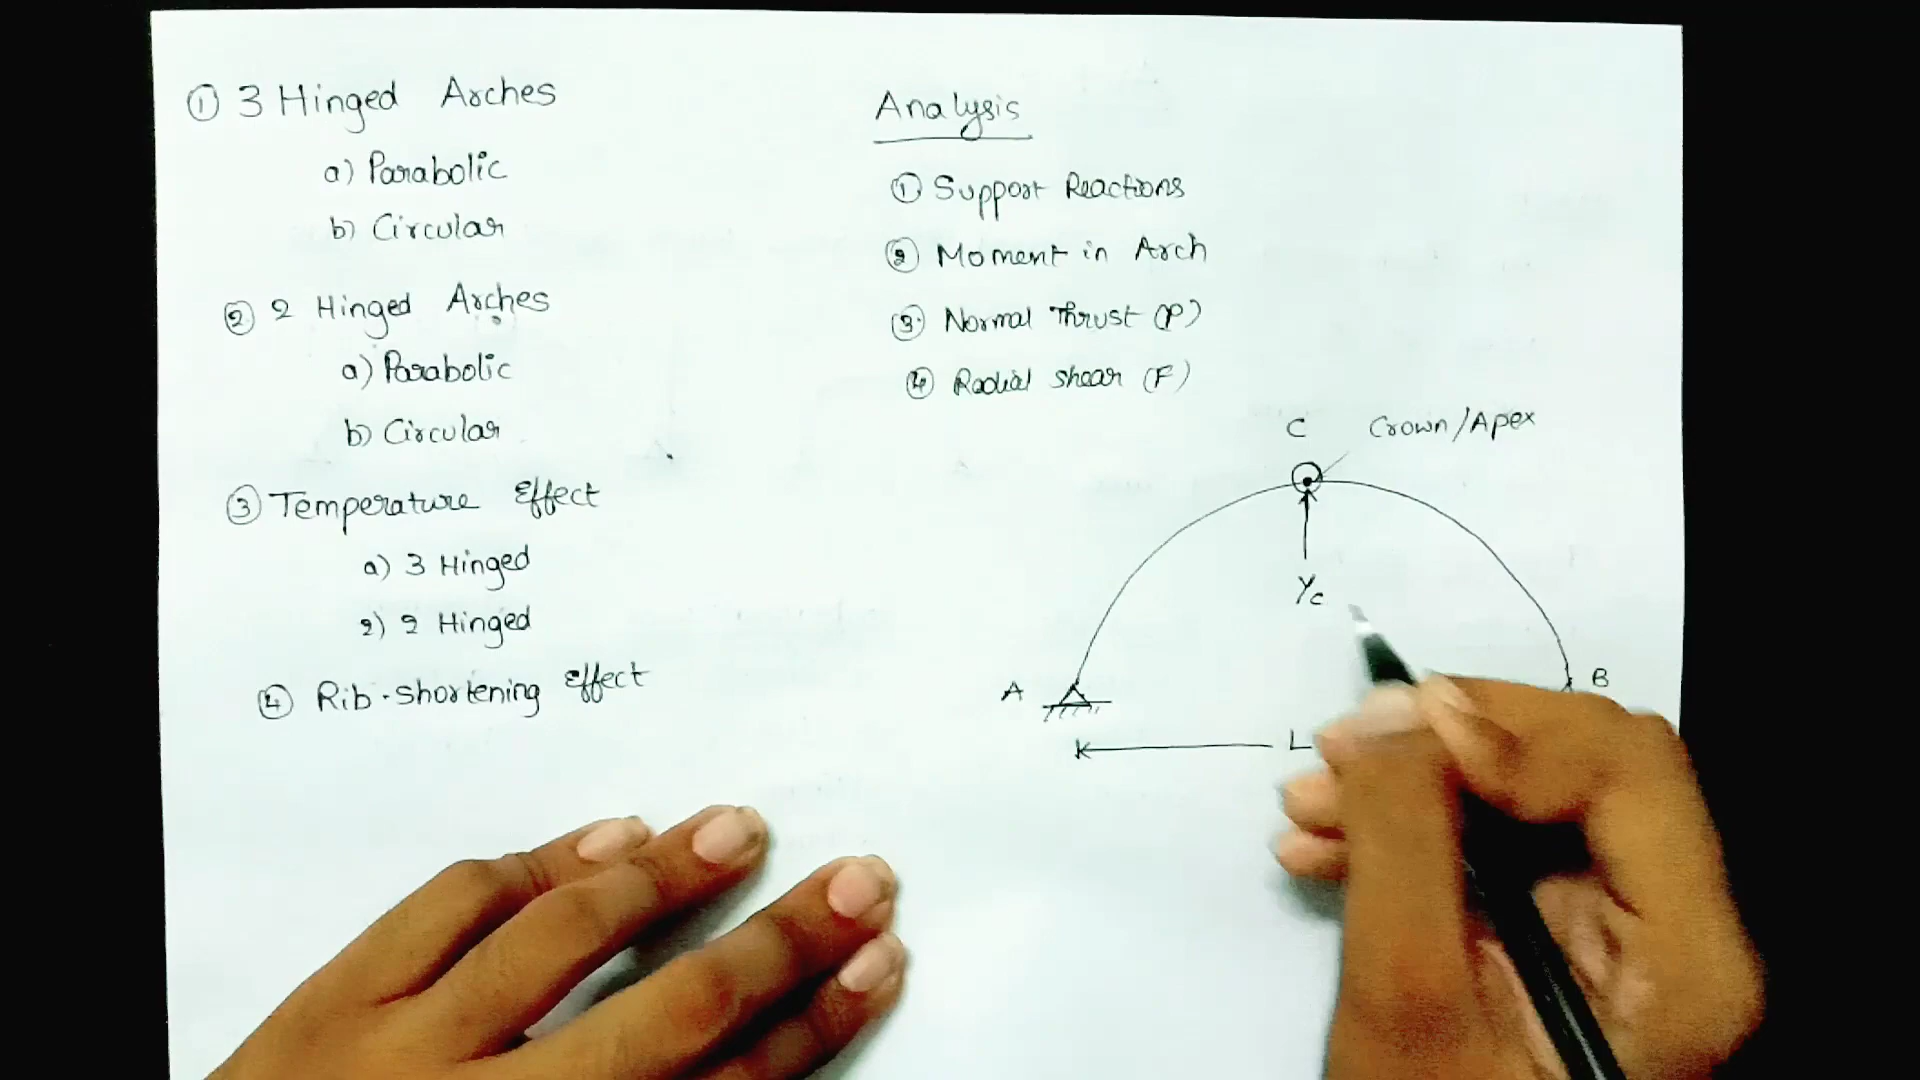 ① 3 Hinged Arches
a) Parabolic
b) Circular
② 2 Hinged Arches
a) Parabolic
b) Circular
③ Temperature Effect
a) 3 Hinged
2) 2 Hinged
④ Rib-shortening Effect
Analysis
① Support Reactions
② Moment in Arch
③ Normal Thrust (P)
④ Radial shear (F)
C Crown/Apex
Yc
A
B
L